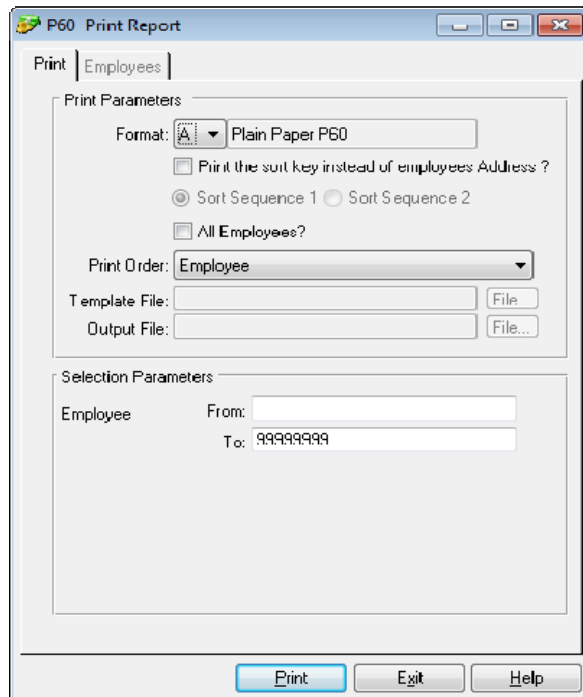 P60 Print Report
Print Employees
Print Parameters
Format: A Plain Paper P60
Print the sort key instead of employees Address ?
Sort Sequence 1 Sort Sequence 2
All Employees?
Print Order: Employee
Template File: File
Output File: File...
Selection Parameters
Employee From:
To: 99999999
Print Exit Help